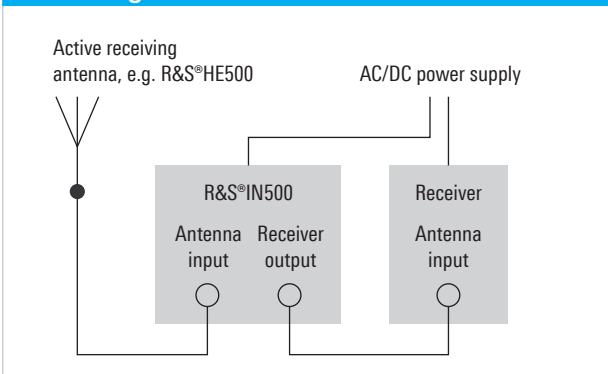 Active receiving
antenna, e.g. R&S®HE500
AC/DC power supply
R&S®IN500
Antenna input
Receiver output
Receiver
Antenna input